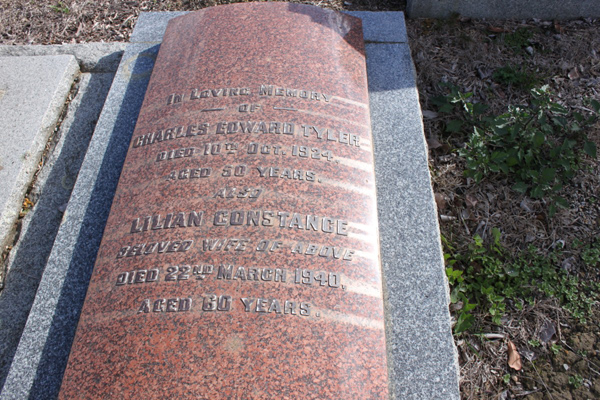 IN LOVING MEMORY
OF
CHARLES EDWARD TYLER
DIED 10TH OCT. 1924.
AGED 50 YEARS.
ALSO
LILIAN CONSTANCE
BELOVED WIFE OF ABOVE
DIED 22ND MARCH 1940,
AGED 60 YEARS.